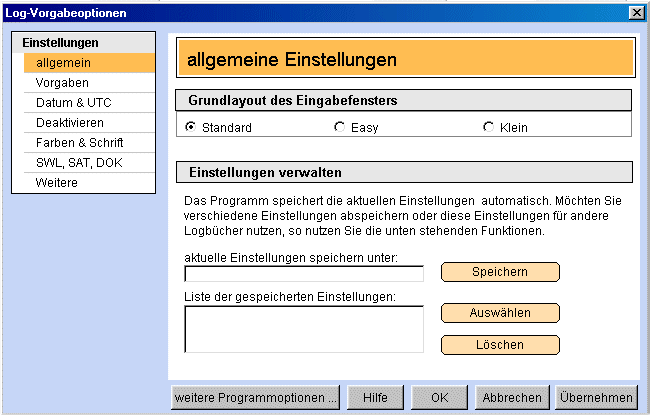 Log-Vorgabeoptionen
Einstellungen
allgemein
Vorgaben
Datum & UTC
Deaktivieren
Farben & Schrift
SWL, SAT, DOK
Weitere
allgemeine Einstellungen
Grundlayout des Eingabefensters
Standard Easy Klein
Einstellungen verwalten
Das Programm speichert die aktuellen Einstellungen automatisch. Möchten Sie
verschiedene Einstellungen abspeichern oder diese Einstellungen für andere
Logbücher nutzen, so nutzen Sie die unten stehenden Funktionen.
aktuelle Einstellungen speichern unter:
Speichern
Liste der gespeicherten Einstellungen:
Auswählen
Löschen
weitere Programmoptionen ... Hilfe OK Abbrechen Übernehmen